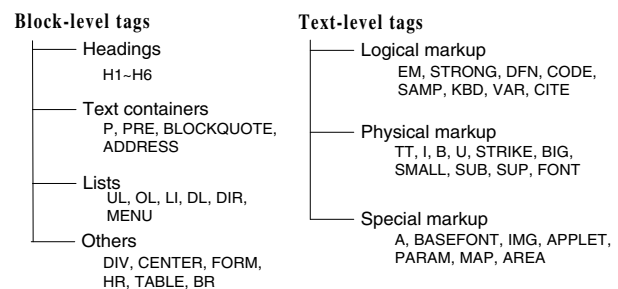 Block-level tags
Headings
H1~H6
Text containers
P, PRE, BLOCKQUOTE,
ADDRESS
Lists
UL, OL, LI, DL, DIR,
MENU
Others
DIV, CENTER, FORM,
HR, TABLE, BR
Text-level tags
Logical markup
EM, STRONG, DFN, CODE,
SAMP, KBD, VAR, CITE
Physical markup
TT, I, B, U, STRIKE, BIG,
SMALL, SUB, SUP, FONT
Special markup
A, BASEFONT, IMG, APPLET,
PARAM, MAP, AREA